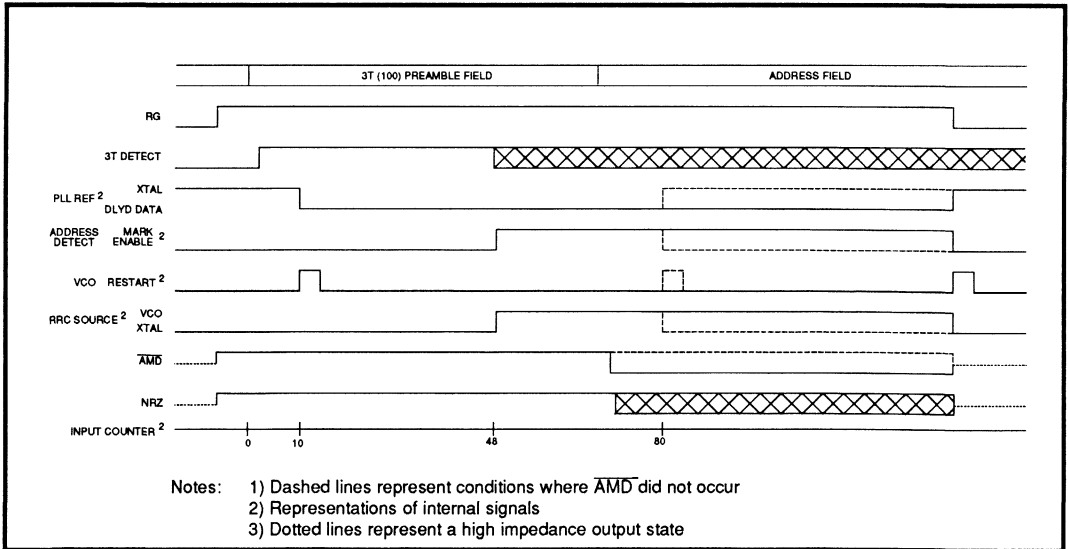 3T (100) PREAMBLE FIELD ADDRESS FIELD
RG
3T DETECT
PLL REF 2 XTAL
DLYD DATA
ADDRESS MARK
DETECT ENABLE 2
VCO RESTART 2
RRC SOURCE 2 VCO
XTAL
AMD
NRZ
INPUT COUNTER 2
0 10 48 80
Notes: 1) Dashed lines represent conditions where AMD did not occur
2) Representations of internal signals
3) Dotted lines represent a high impedance output state